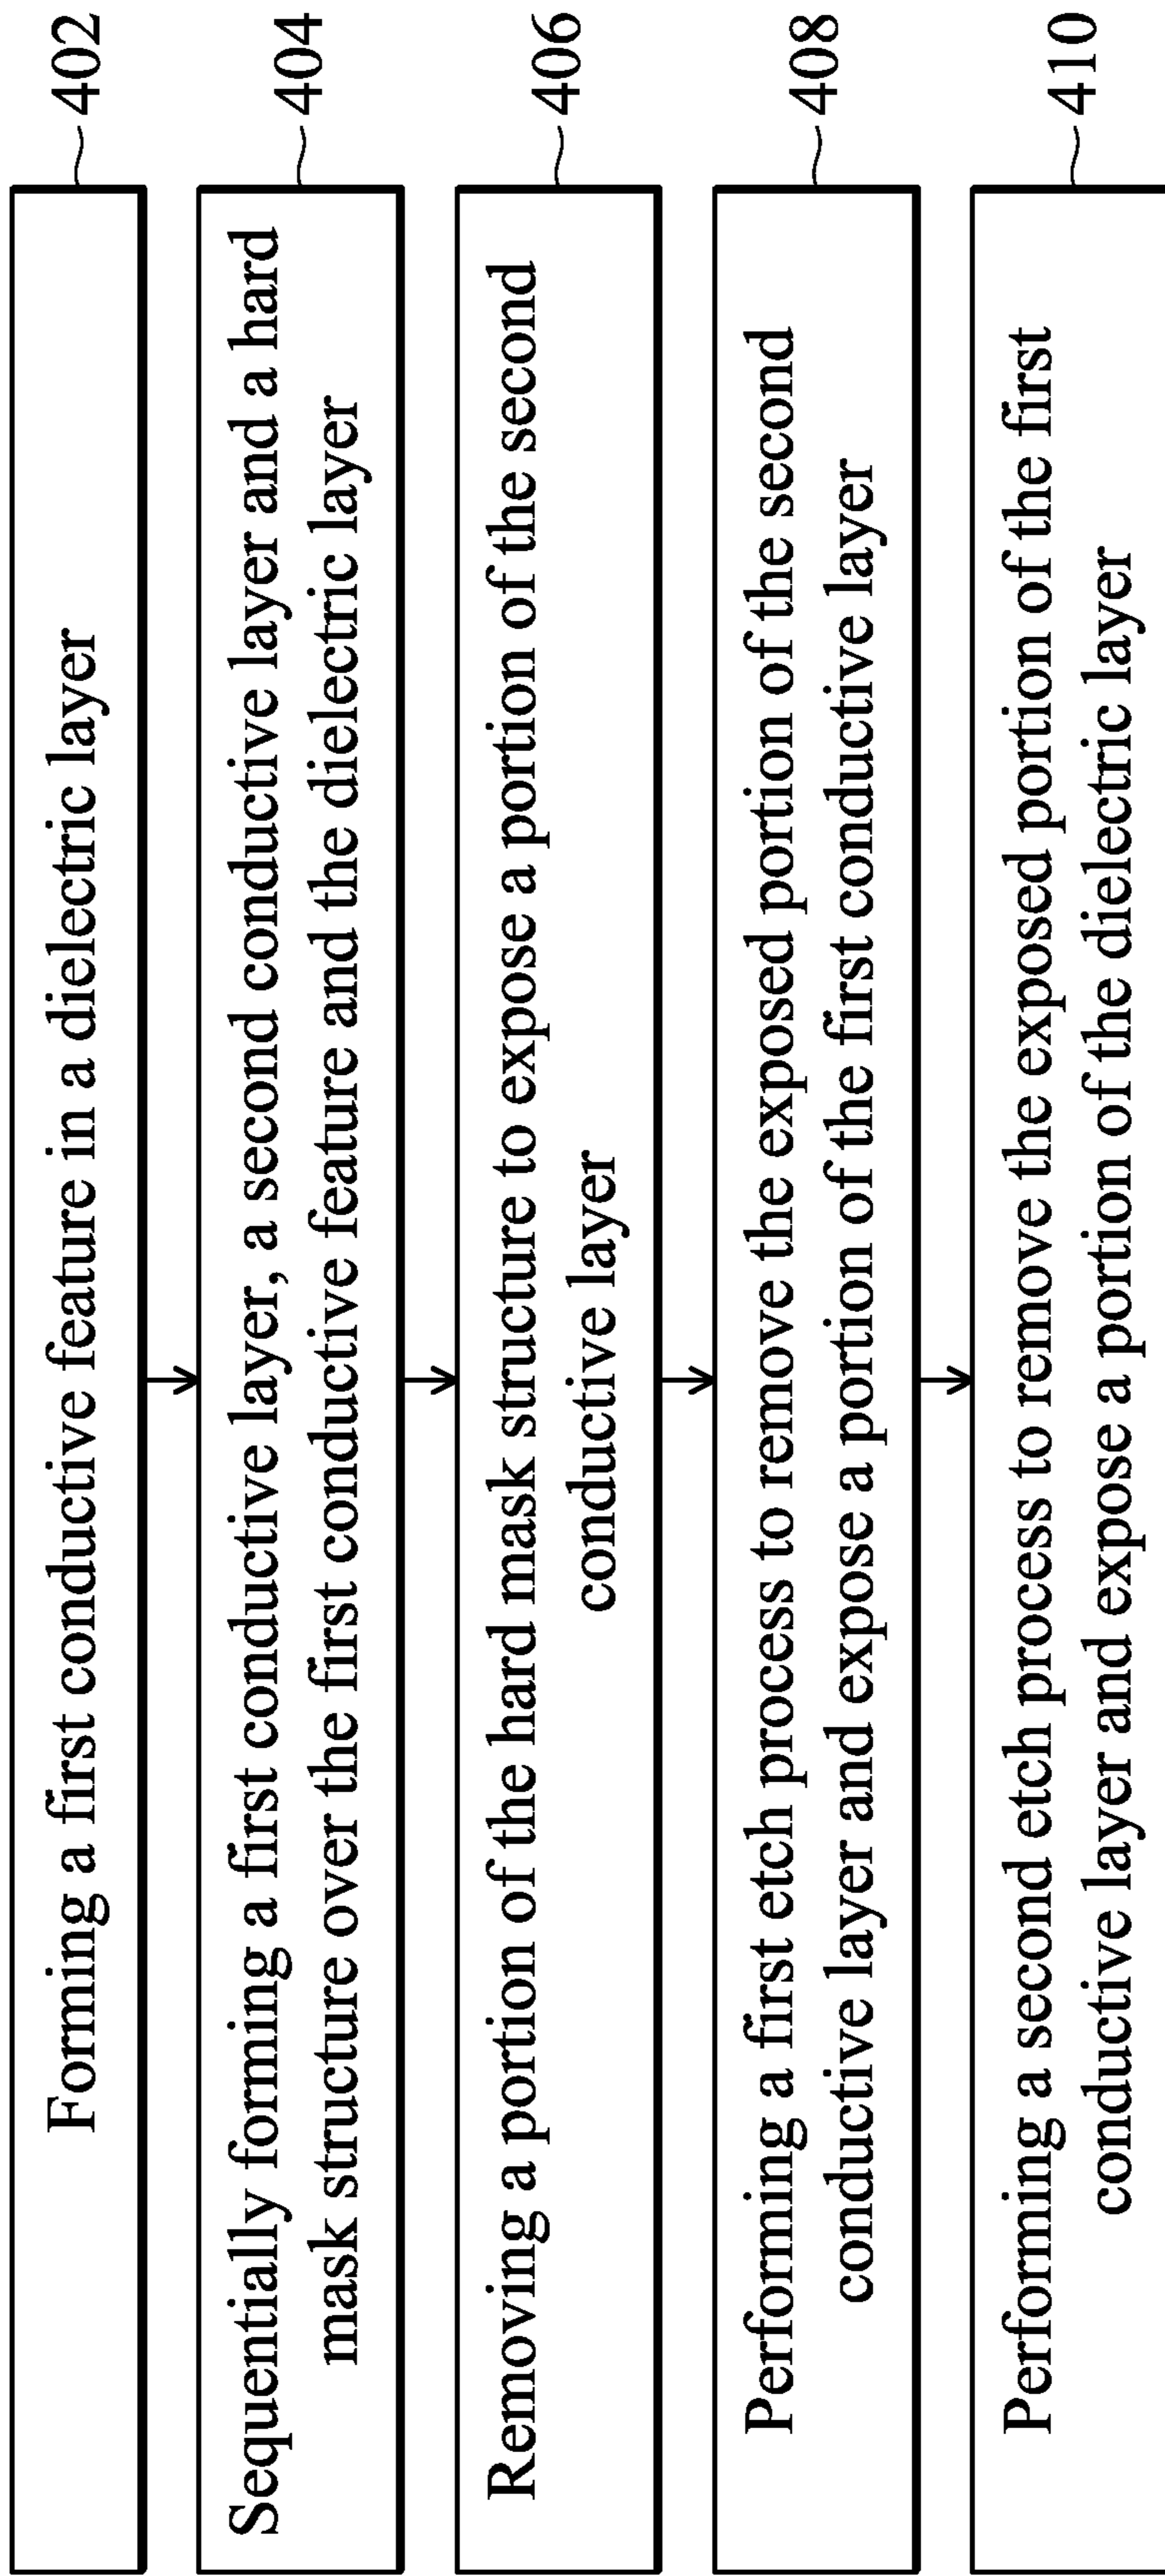 Forming a first conductive feature in a dielectric layer
402
Sequentially forming a first conductive layer, a second conductive layer and a hard
mask structure over the first conductive feature and the dielectric layer
404
Removing a portion of the hard mask structure to expose a portion of the second
conductive layer
406
Performing a first etch process to remove the exposed portion of the second
conductive layer and expose a portion of the first conductive layer
408
Performing a second etch process to remove the exposed portion of the first
conductive layer and expose a portion of the dielectric layer
410